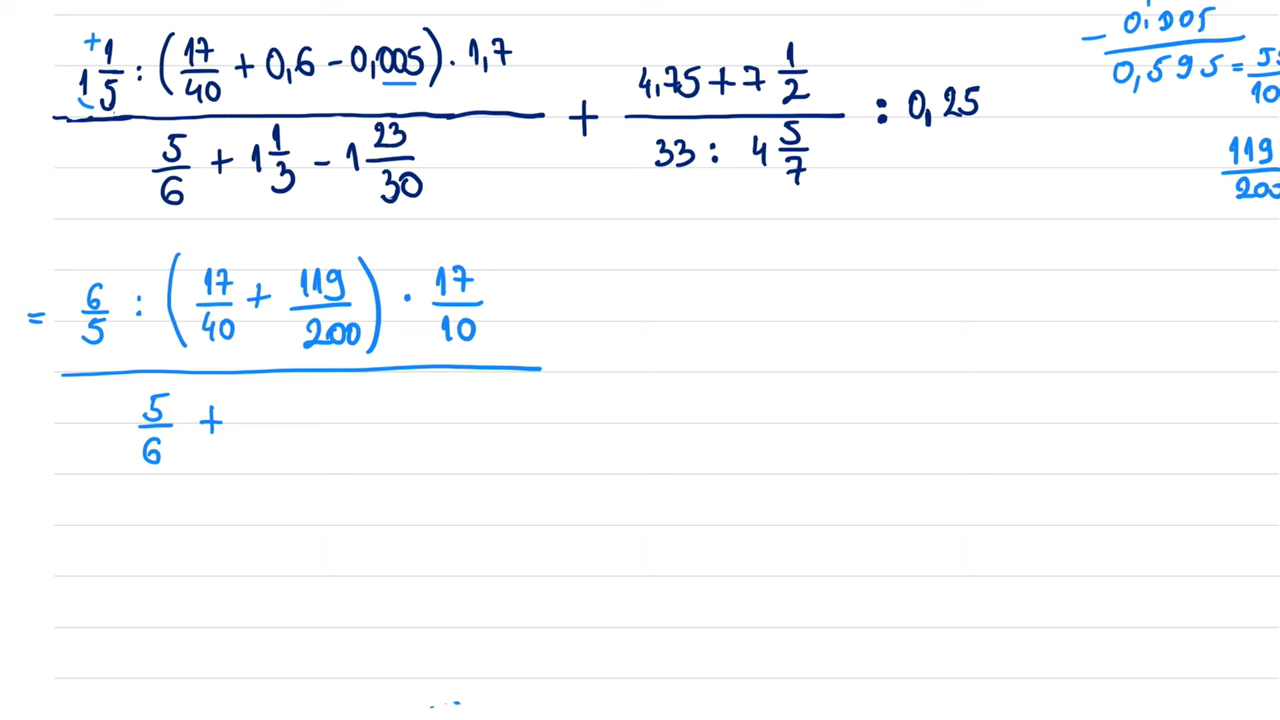 1 1/5 : (17/40 + 0,6 - 0,005) · 1,7 / 5/6 + 1 1/3 - 1 23/30 + 4,75 + 7 1/2 / 33 : 4 5/7 : 0,25
- 0,005
0,595 =
119/200
= 6/5 : (17/40 + 119/200) · 17/10
5/6 +